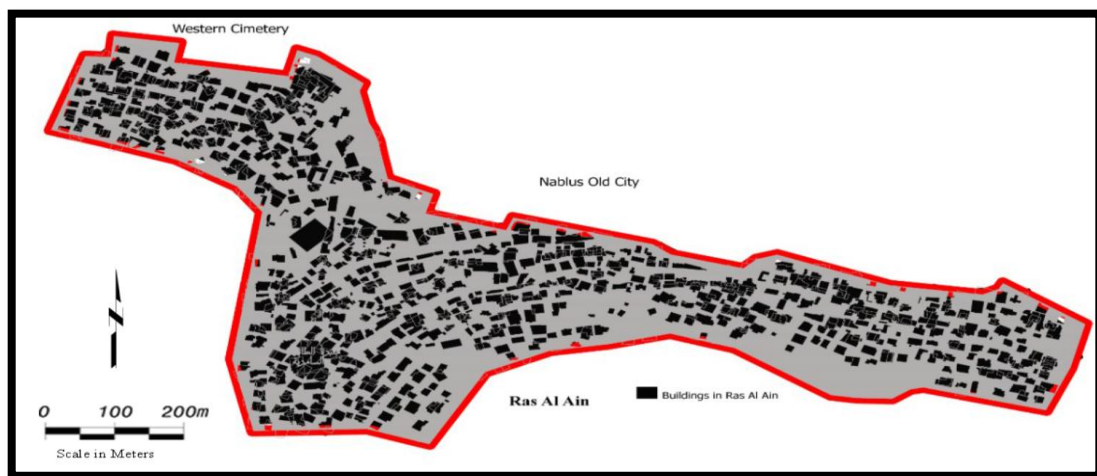 Western Cimetery
Nablus Old City
N
0 100 200m
Scale in Meters
Ras Al Ain
Buildings in Ras Al Ain